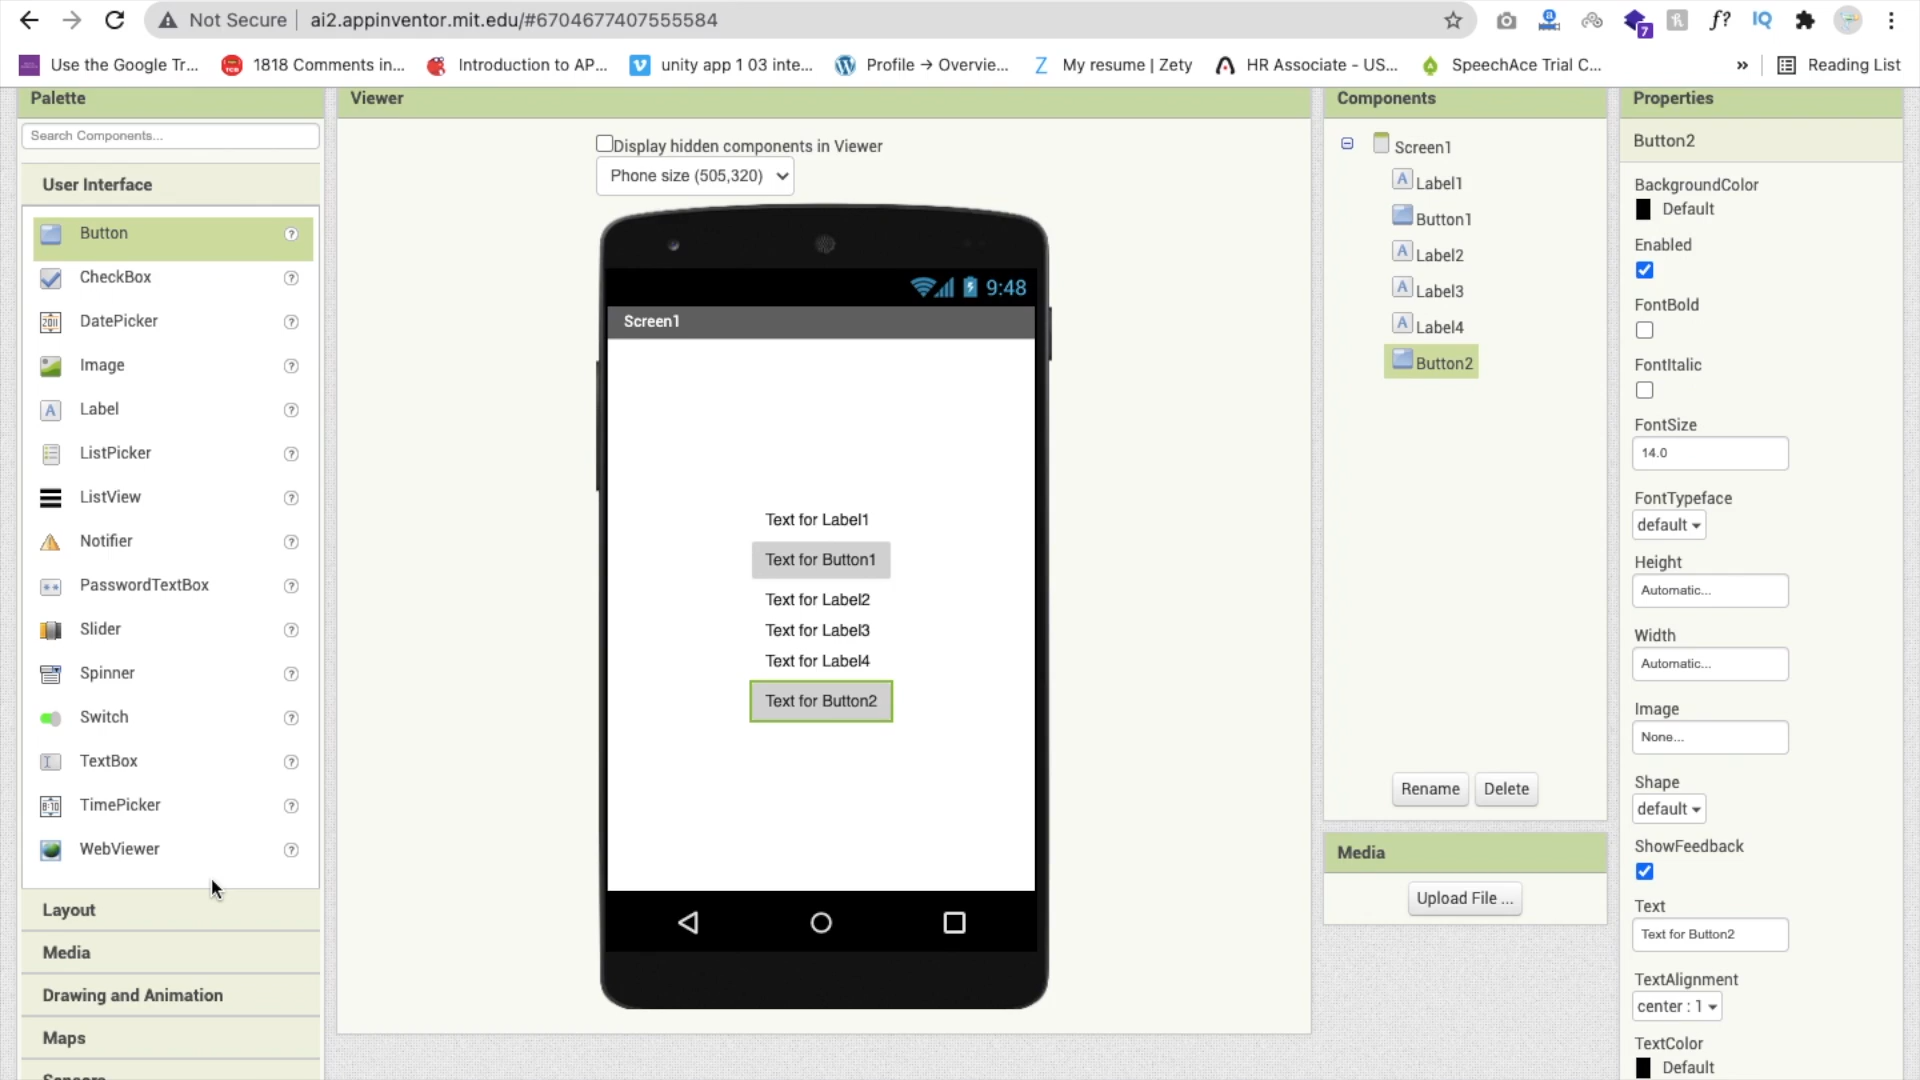 Not Secure
ai2.appinventor.mit.edu/#6704677407555584
f?
IQ
7
Use the Google Tr...
1818 Comments in...
Introduction to AP...
unity app 1 03 inte...
Profile → Overvie...
My resume | Zety
HR Associate - US...
SpeechAce Trial C...
»
Reading List
Palette
Search Components...
User Interface
Button
CheckBox
DatePicker
Image
Label
ListPicker
ListView
Notifier
PasswordTextBox
Slider
Spinner
Switch
TextBox
TimePicker
WebViewer
Layout
Media
Drawing and Animation
Maps
Sensors
Viewer
Display hidden components in Viewer
Phone size (505,320)
9:48
Screen1
Text for Label1
Text for Button1
Text for Label2
Text for Label3
Text for Label4
Text for Button2
Components
Screen1
Label1
Button1
Label2
Label3
Label4
Button2
Rename
Delete
Media
Upload File ...
Properties
Button2
BackgroundColor
Default
Enabled
FontBold
FontItalic
FontSize
14.0
FontTypeface
default
Height
Automatic...
Width
Automatic...
Image
None...
Shape
default
ShowFeedback
Text
Text for Button2
TextAlignment
center : 1
TextColor
Default